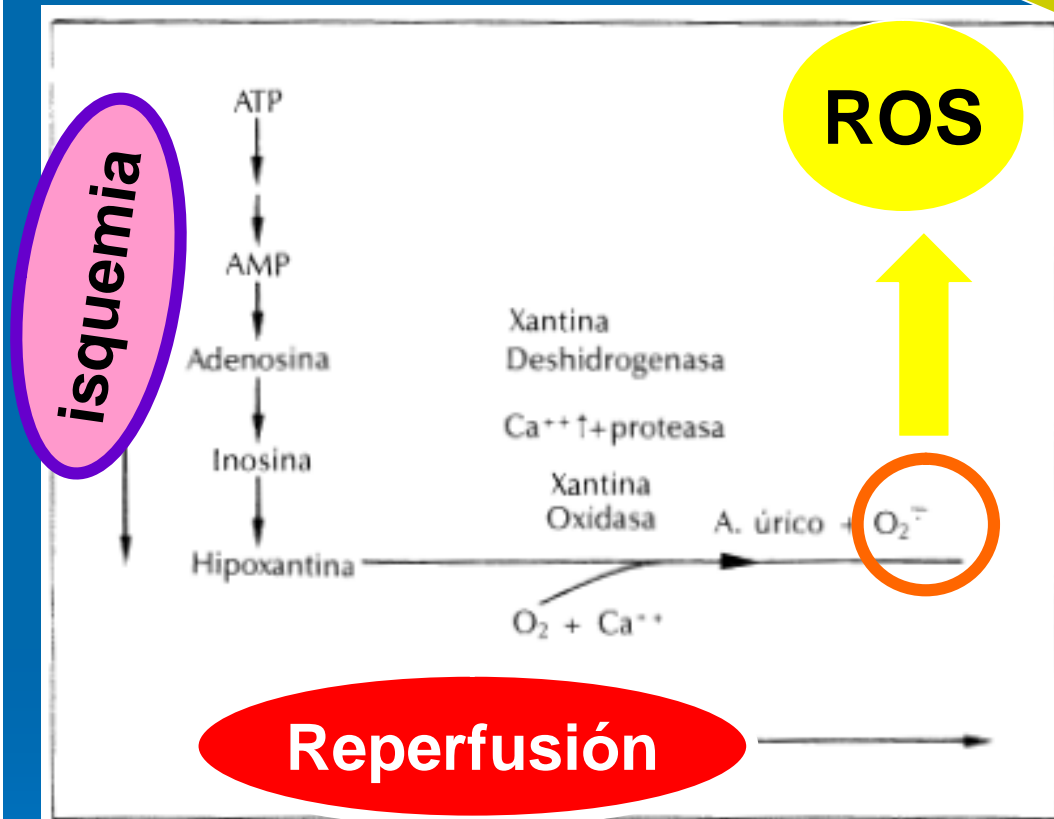 ROS
isquemia
ATP
AMP
Adenosina
Inosina
Hipoxantina
Xantina
Deshidrogenasa
Ca⁺⁺ ↑+proteasa
Xantina
Oxidasa
A. úrico + O₂⁻
O₂ + Ca⁺⁺
Reperfusión